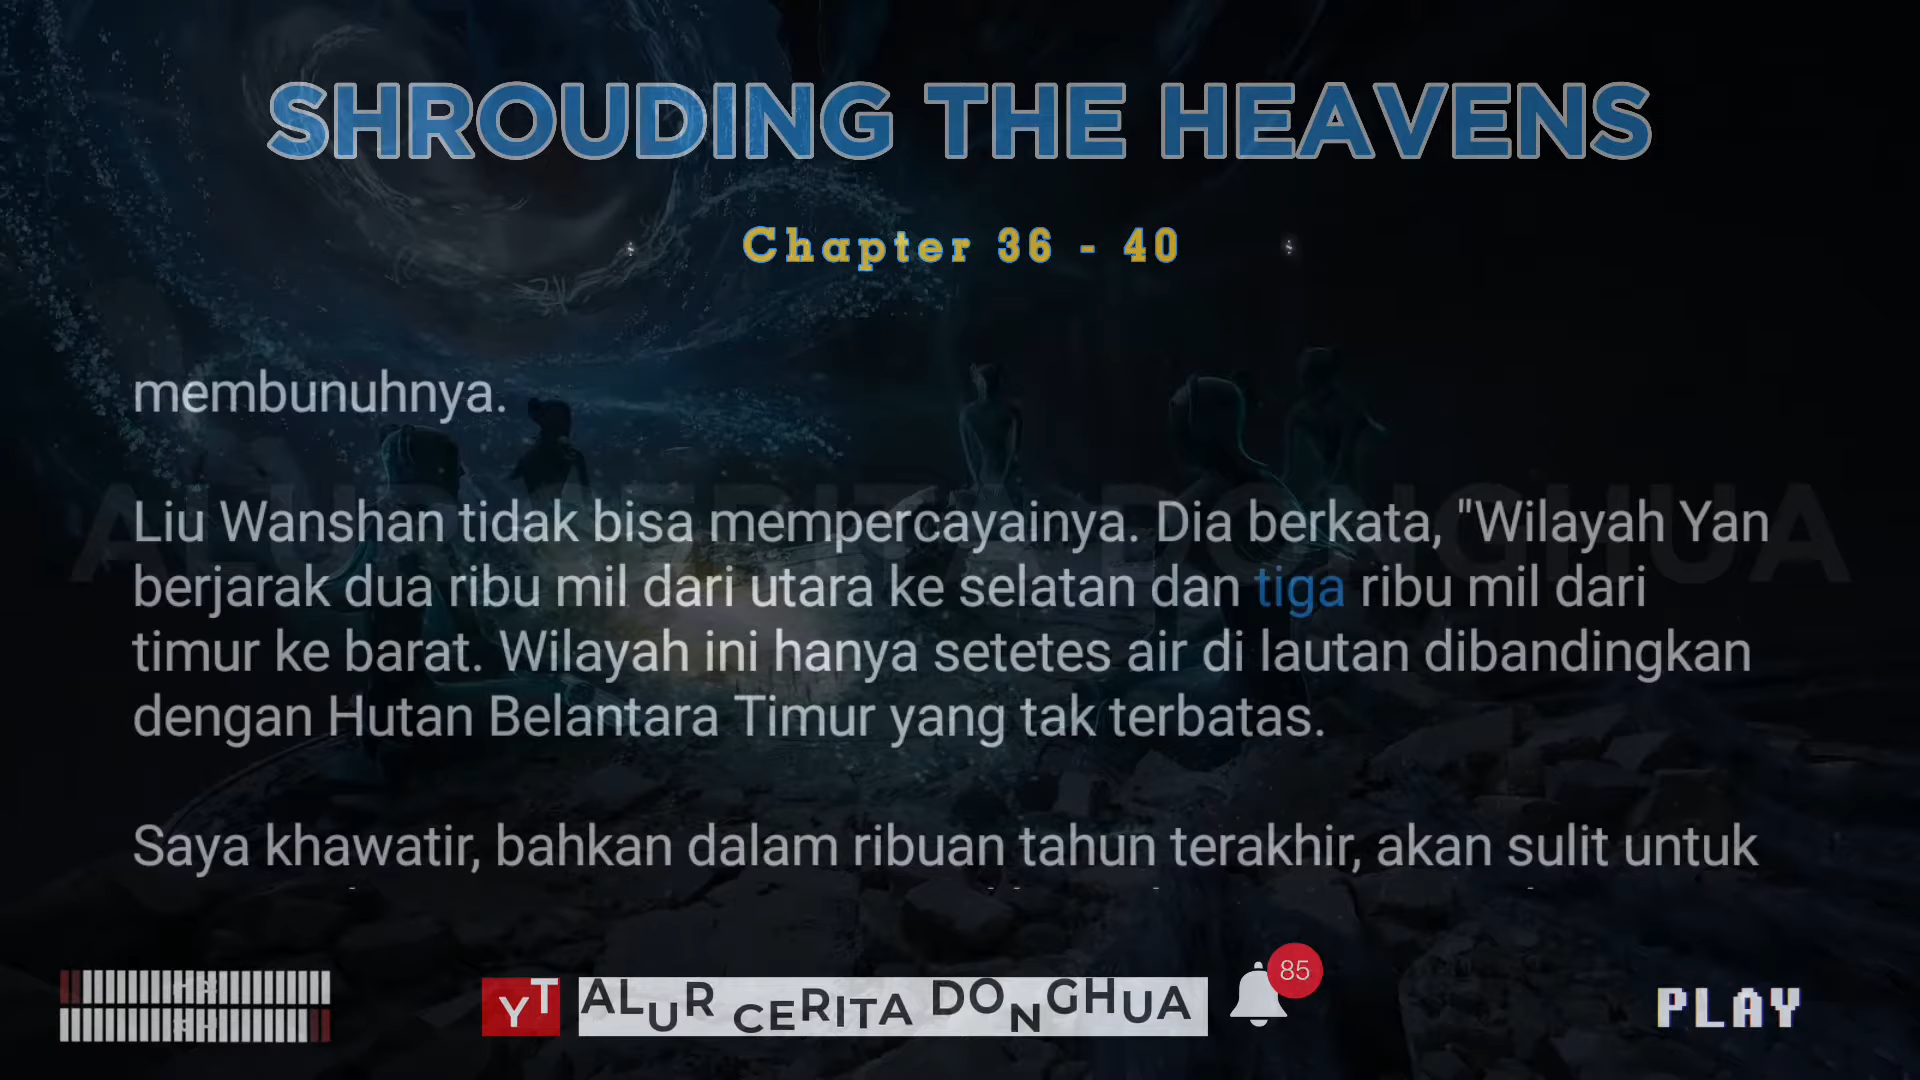 SHROUDING THE HEAVENS
Chapter 36 - 40
membunuhnya.
Liu Wanshan tidak bisa mempercayainya. Dia berkata, "Wilayah Yan
berjarak dua ribu mil dari utara ke selatan dan tiga ribu mil dari
timur ke barat. Wilayah ini hanya setetes air di lautan dibandingkan
dengan Hutan Belantara Timur yang tak terbatas.
Saya khawatir, bahkan dalam ribuan tahun terakhir, akan sulit untuk
ALUR CERITA DONGHUA
YT ALUR CERITA DONGHUA
85
PLAY